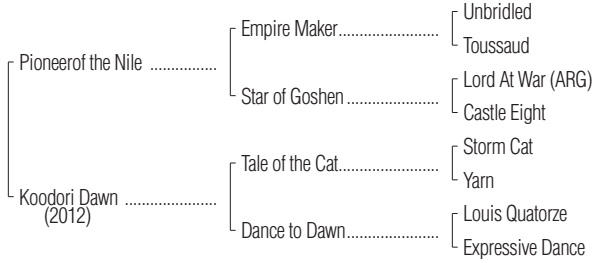 Unbridled
Empire Maker....................
Toussaud
Pioneerof the Nile .............
Lord At War (ARG)
Star of Goshen..................
Castle Eight
Storm Cat
Tale of the Cat....................
Yarn
Koodori Dawn ..................
(2012)
Louis Quatorze
Dance to Dawn..................
Expressive Dance